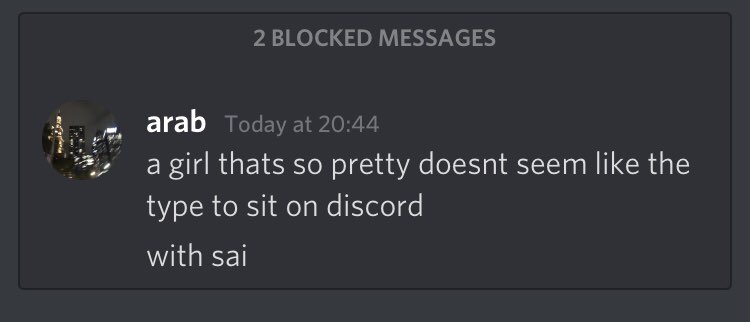 2 BLOCKED MESSAGES
arab Today at 20:44
a girl thats so pretty doesnt seem like the
type to sit on discord
with sai